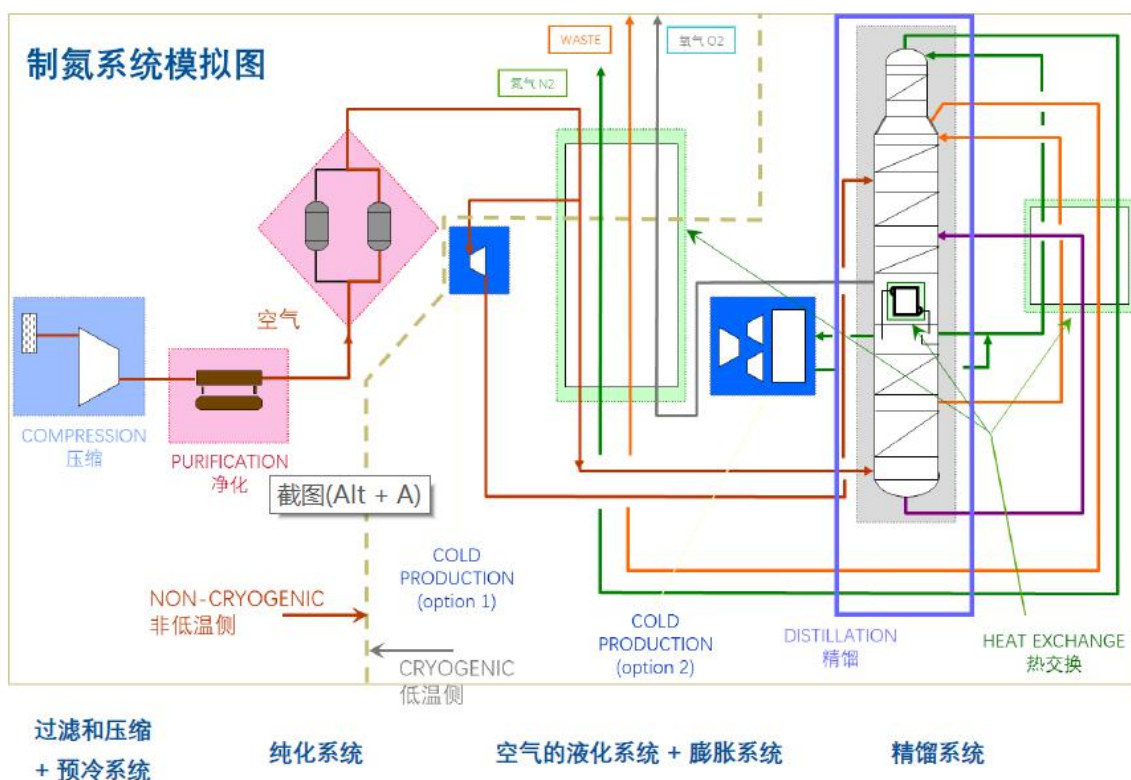 制氮系统模拟图
WASTE
氧气 O2
氮气 N2
空气
COMPRESSION
压缩
PURIFICATION
净化
截图(Alt + A)
COLD
PRODUCTION
(option 1)
NON-CRYOGENIC
非低温侧
CRYOGENIC
低温侧
COLD
PRODUCTION
(option 2)
DISTILLATION
精馏
HEAT EXCHANGE
热交换
过滤和压缩
+ 预冷系统
纯化系统
空气的液化系统 + 膨胀系统
精馏系统